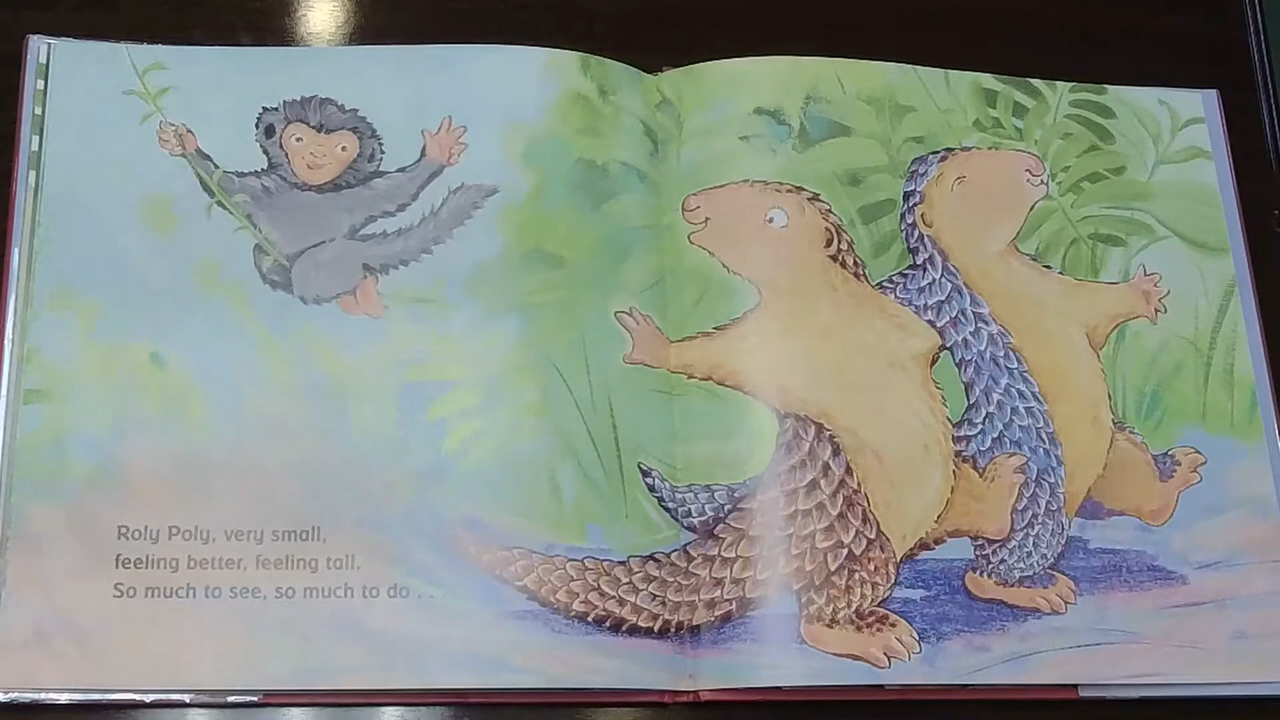 Roly Poly, very small,
feeling better, feeling tall.
So much to see, so much to do . .